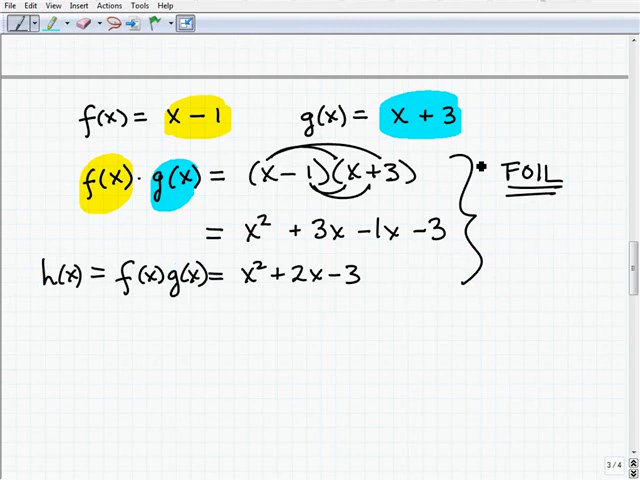 File Edit View Insert Actions Tools Help
f(x) = x − 1 g(x) = x + 3
f(x) · g(x) = (x − 1)(x + 3) FOIL
= x² + 3x − 1x − 3
h(x) = f(x)g(x) = x² + 2x − 3
3 / 4